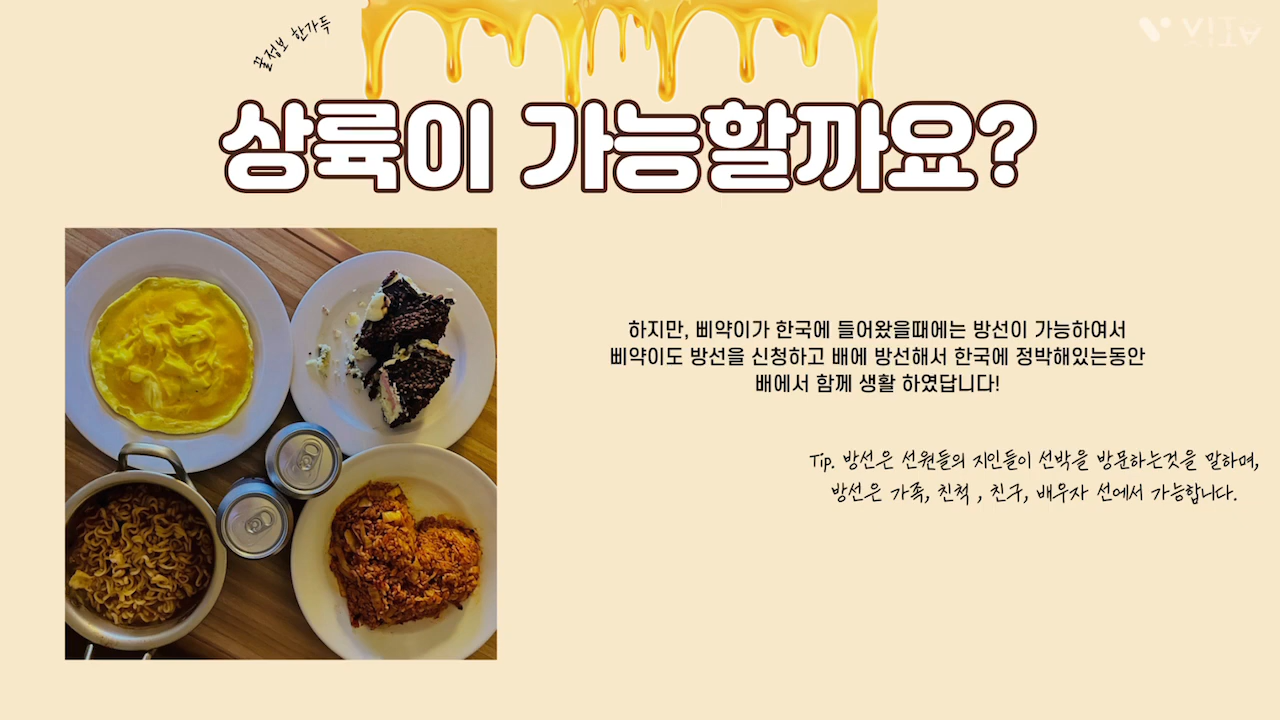 꿀정보 한가득
VITA
상륙이 가능할까요?
하지만, 삐약이가 한국에 들어왔을때에는 방선이 가능하여서
삐약이도 방선을 신청하고 배에 방선해서 한국에 정박해있는동안
배에서 함께 생활 하였답니다!
Tip. 방선은 선원들의 지인들이 선박을 방문하는것을 말하며,
방선은 가족, 친척 , 친구, 배우자 선에서 가능합니다.